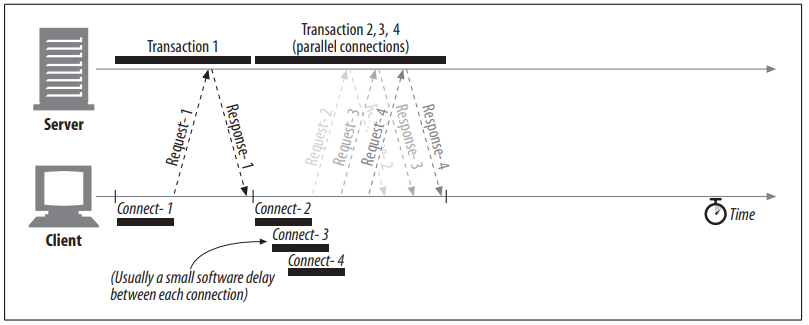 Transaction 1
Transaction 2, 3, 4
(parallel connections)
Server
Request- 1
Response- 1
Request- 2
Request- 3
Response- 3
Request- 4
Response- 4
Connect- 1
Connect- 2
Connect- 3
Connect- 4
Client
Time
(Usually a small software delay
between each connection)